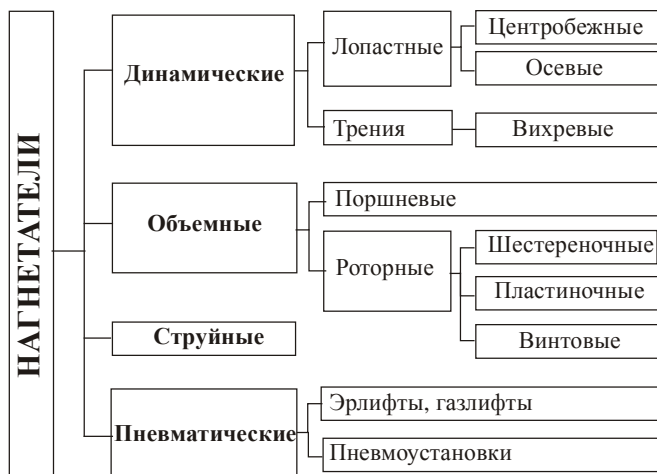 НАГНЕТАТЕЛИ
Динамические
Лопастные
Центробежные
Осевые
Трения
Вихревые
Объемные
Поршневые
Роторные
Шестереночные
Пластиночные
Винтовые
Струйные
Пневматические
Эрлифты, газлифты
Пневмоустановки